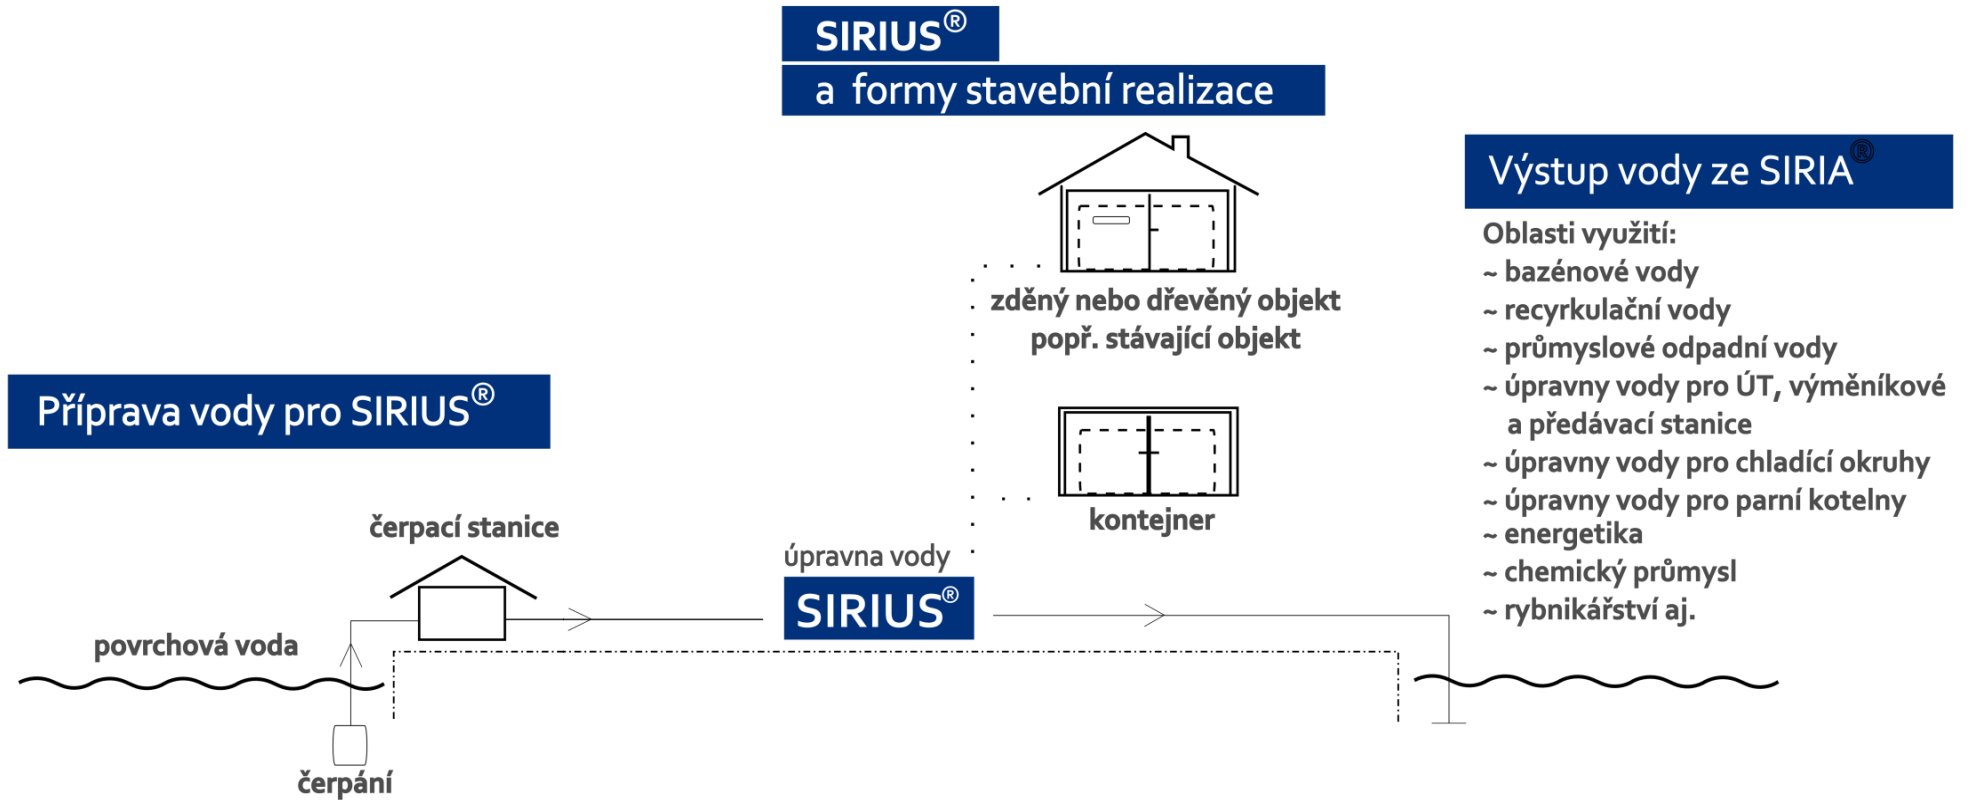 SIRIUS®
a formy stavební realizace
zděný nebo dřevěný objekt
popř. stávající objekt
kontejner
Výstup vody ze SIRIA®
Oblasti využití:
~ bazénové vody
~ recyrkulační vody
~ průmyslové odpadní vody
~ úpravny vody pro ÚT, výměníkové
a předávací stanice
~ úpravny vody pro chladící okruhy
~ úpravny vody pro parní kotelny
~ energetika
~ chemický průmysl
~ rybnikářství aj.
Příprava vody pro SIRIUS®
čerpací stanice
povrchová voda
čerpání
úpravna vody
SIRIUS®